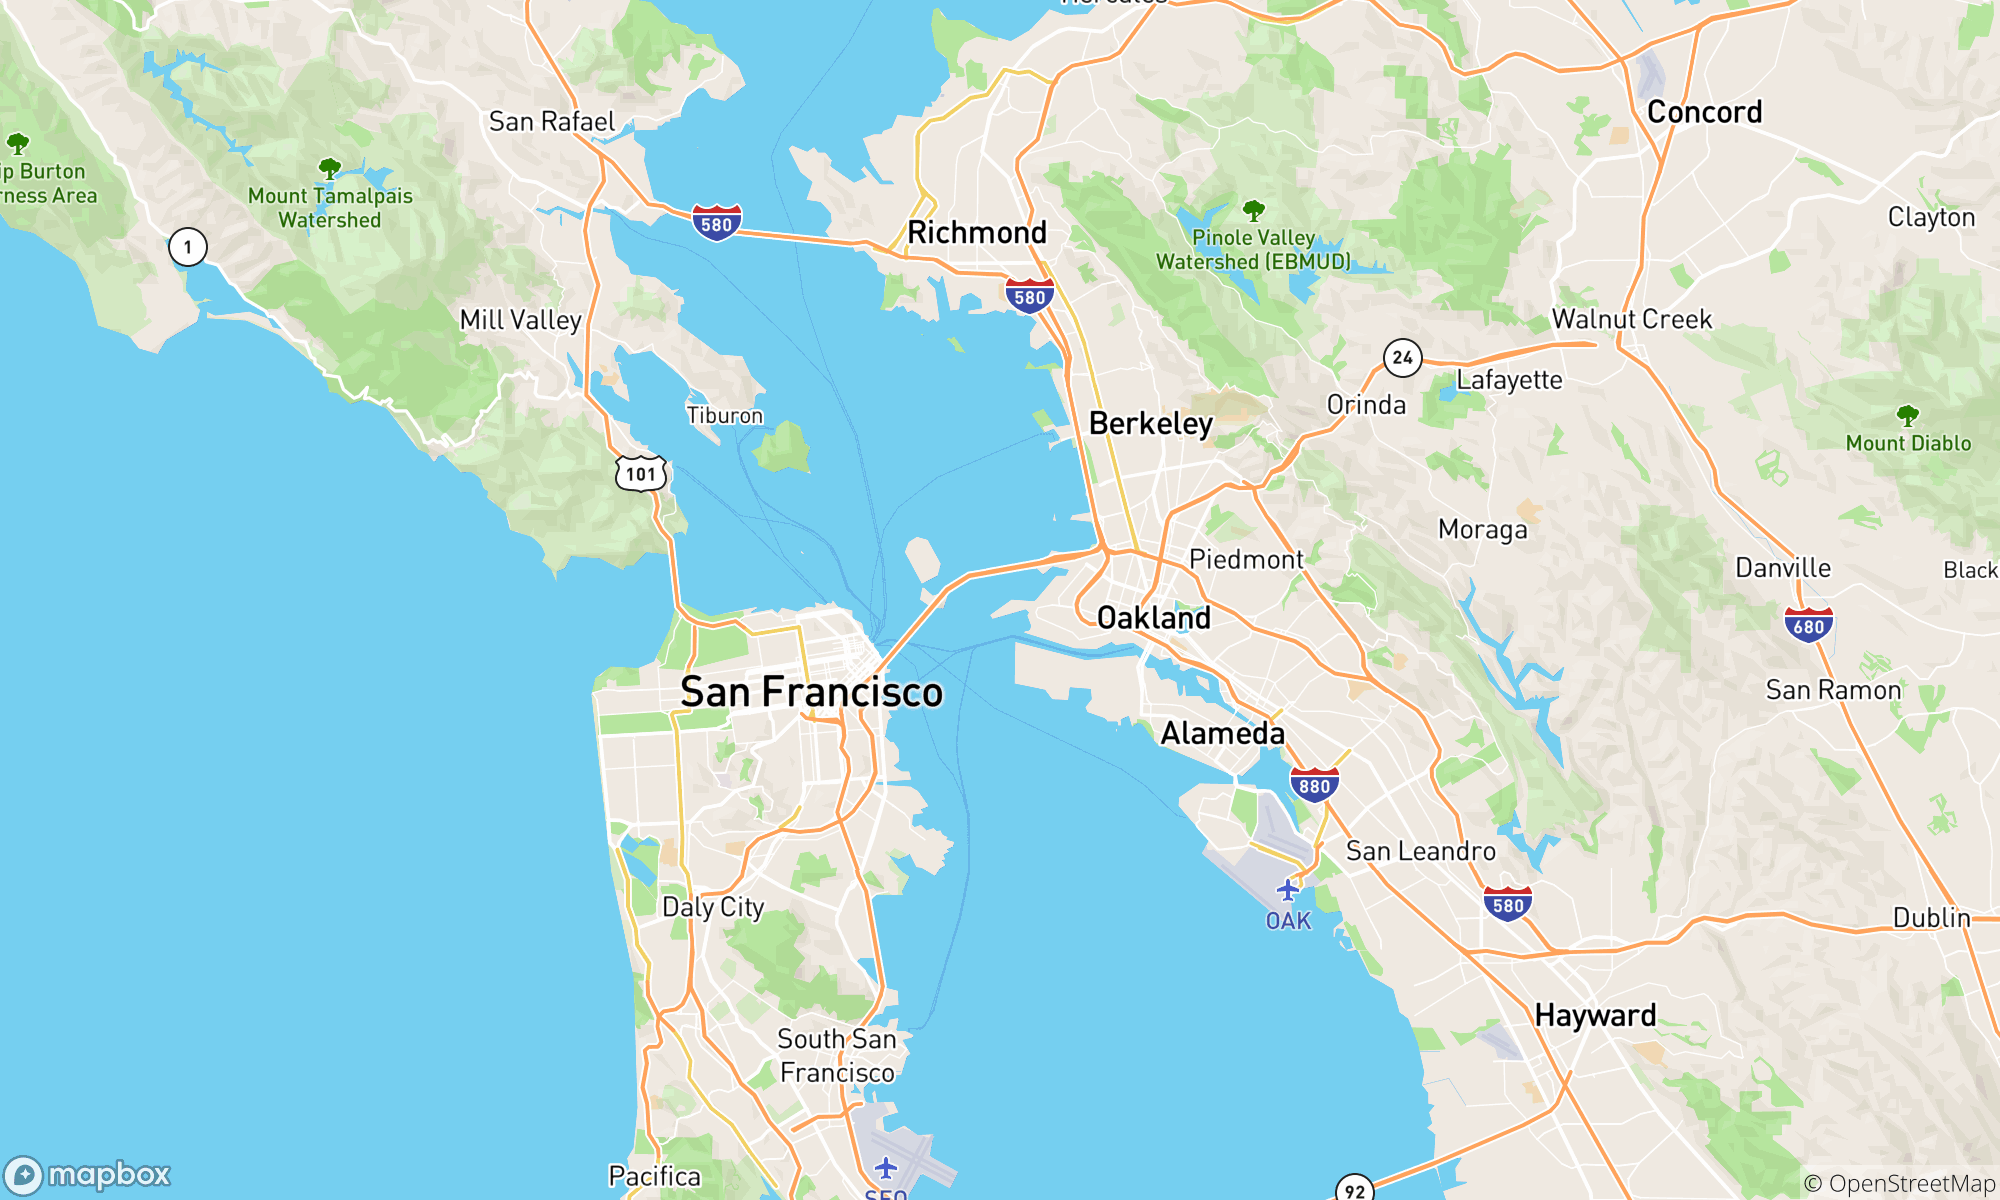 Hercules
San Rafael
Concord
ip Burton
rness Area
Mount Tamalpais
Watershed
1
580
Richmond
580
Pinole Valley
Watershed (EBMUD)
Clayton
Mill Valley
Walnut Creek
24
Lafayette
Orinda
Tiburon
Berkeley
Mount Diablo
101
Moraga
Piedmont
Danville
Black
Oakland
680
San Francisco
San Ramon
Alameda
880
San Leandro
Daly City
580
OAK
Dublin
Hayward
South San
Francisco
Pacifica
SFO
92
mapbox
© OpenStreetMap